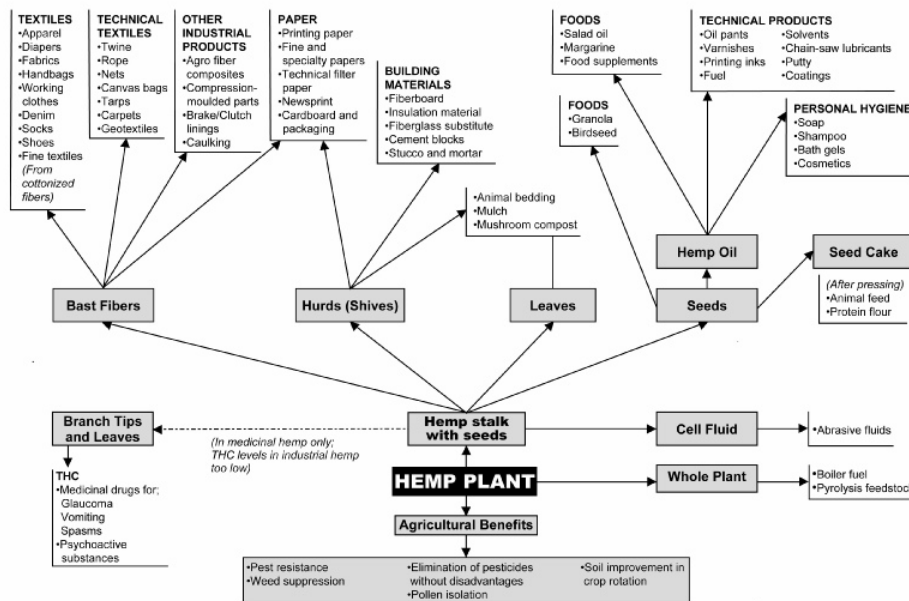 TEXTILES
•Apparel
•Diapers
•Fabrics
•Handbags
•Working
clothes
•Denim
•Socks
•Shoes
•Fine textiles
(From
cottonized
fibers)
TECHNICAL
TEXTILES
•Twine
•Rope
•Nets
•Canvas bags
•Tarps
•Carpets
•Geotextiles
OTHER
INDUSTRIAL
PRODUCTS
•Agro fiber
composites
•Compression-
moulded parts
•Brake/Clutch
linings
•Caulking
PAPER
•Printing paper
•Fine and
specialty papers
•Technical filter
paper
•Newsprint
•Cardboard and
packaging
BUILDING
MATERIALS
•Fiberboard
•Insulation material
•Fiberglass substitute
•Cement blocks
•Stucco and mortar
•Animal bedding
•Mulch
•Mushroom compost
FOODS
•Salad oil
•Margarine
•Food supplements
FOODS
•Granola
•Birdseed
TECHNICAL PRODUCTS
•Oil pants
•Varnishes
•Printing inks
•Fuel
•Solvents
•Chain-saw lubricants
•Putty
•Coatings
PERSONAL HYGIENE
•Soap
•Shampoo
•Bath gels
•Cosmetics
Hemp Oil
Seed Cake
(After pressing)
•Animal feed
•Protein flour
Bast Fibers
Hurds (Shives)
Leaves
Seeds
Branch Tips
and Leaves
(In medicinal hemp only;
THC levels in industrial hemp
too low)
Hemp stalk
with seeds
Cell Fluid
•Abrasive fluids
THC
•Medicinal drugs for;
Glaucoma
Vomiting
Spasms
•Psychoactive
substances
HEMP PLANT
Whole Plant
•Boiler fuel
•Pyrolysis feedstock
Agricultural Benefits
•Pest resistance
•Weed suppression
•Elimination of pesticides
without disadvantages
•Pollen isolation
•Soil improvement in
crop rotation